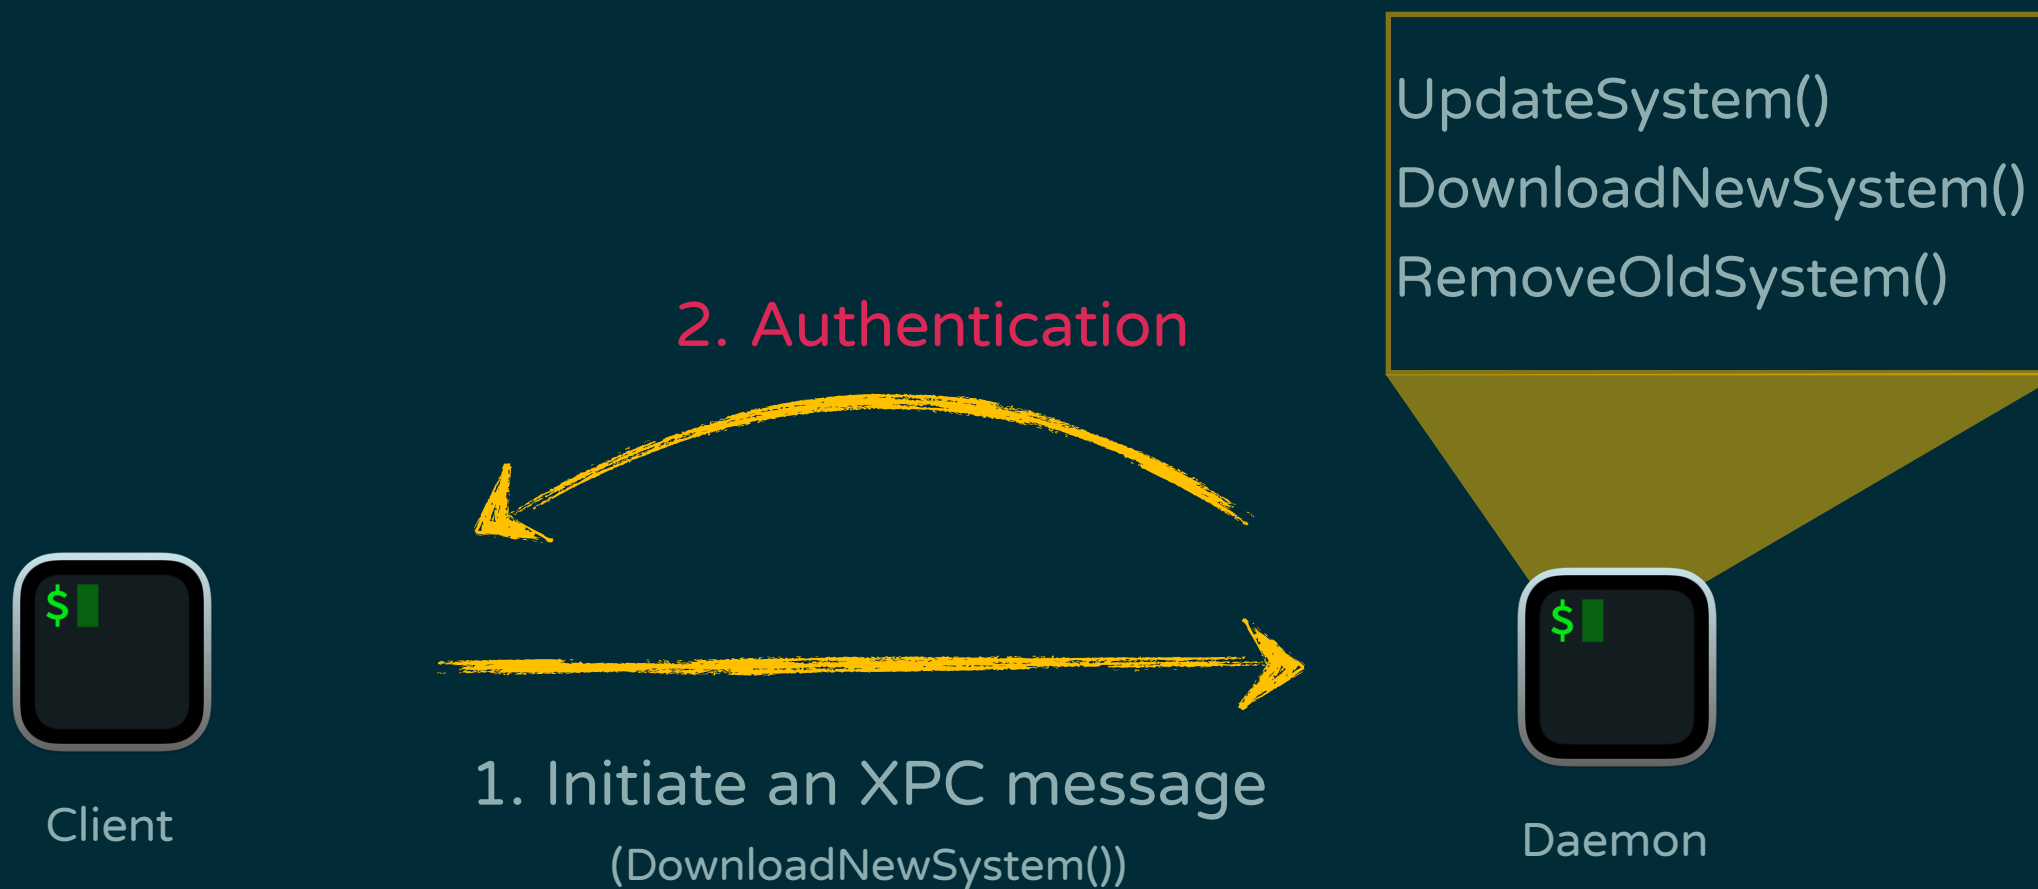 UpdateSystem()
DownloadNewSystem()
RemoveOldSystem()
2. Authentication
$
$
1. Initiate an XPC message
(DownloadNewSystem())
Client
Daemon